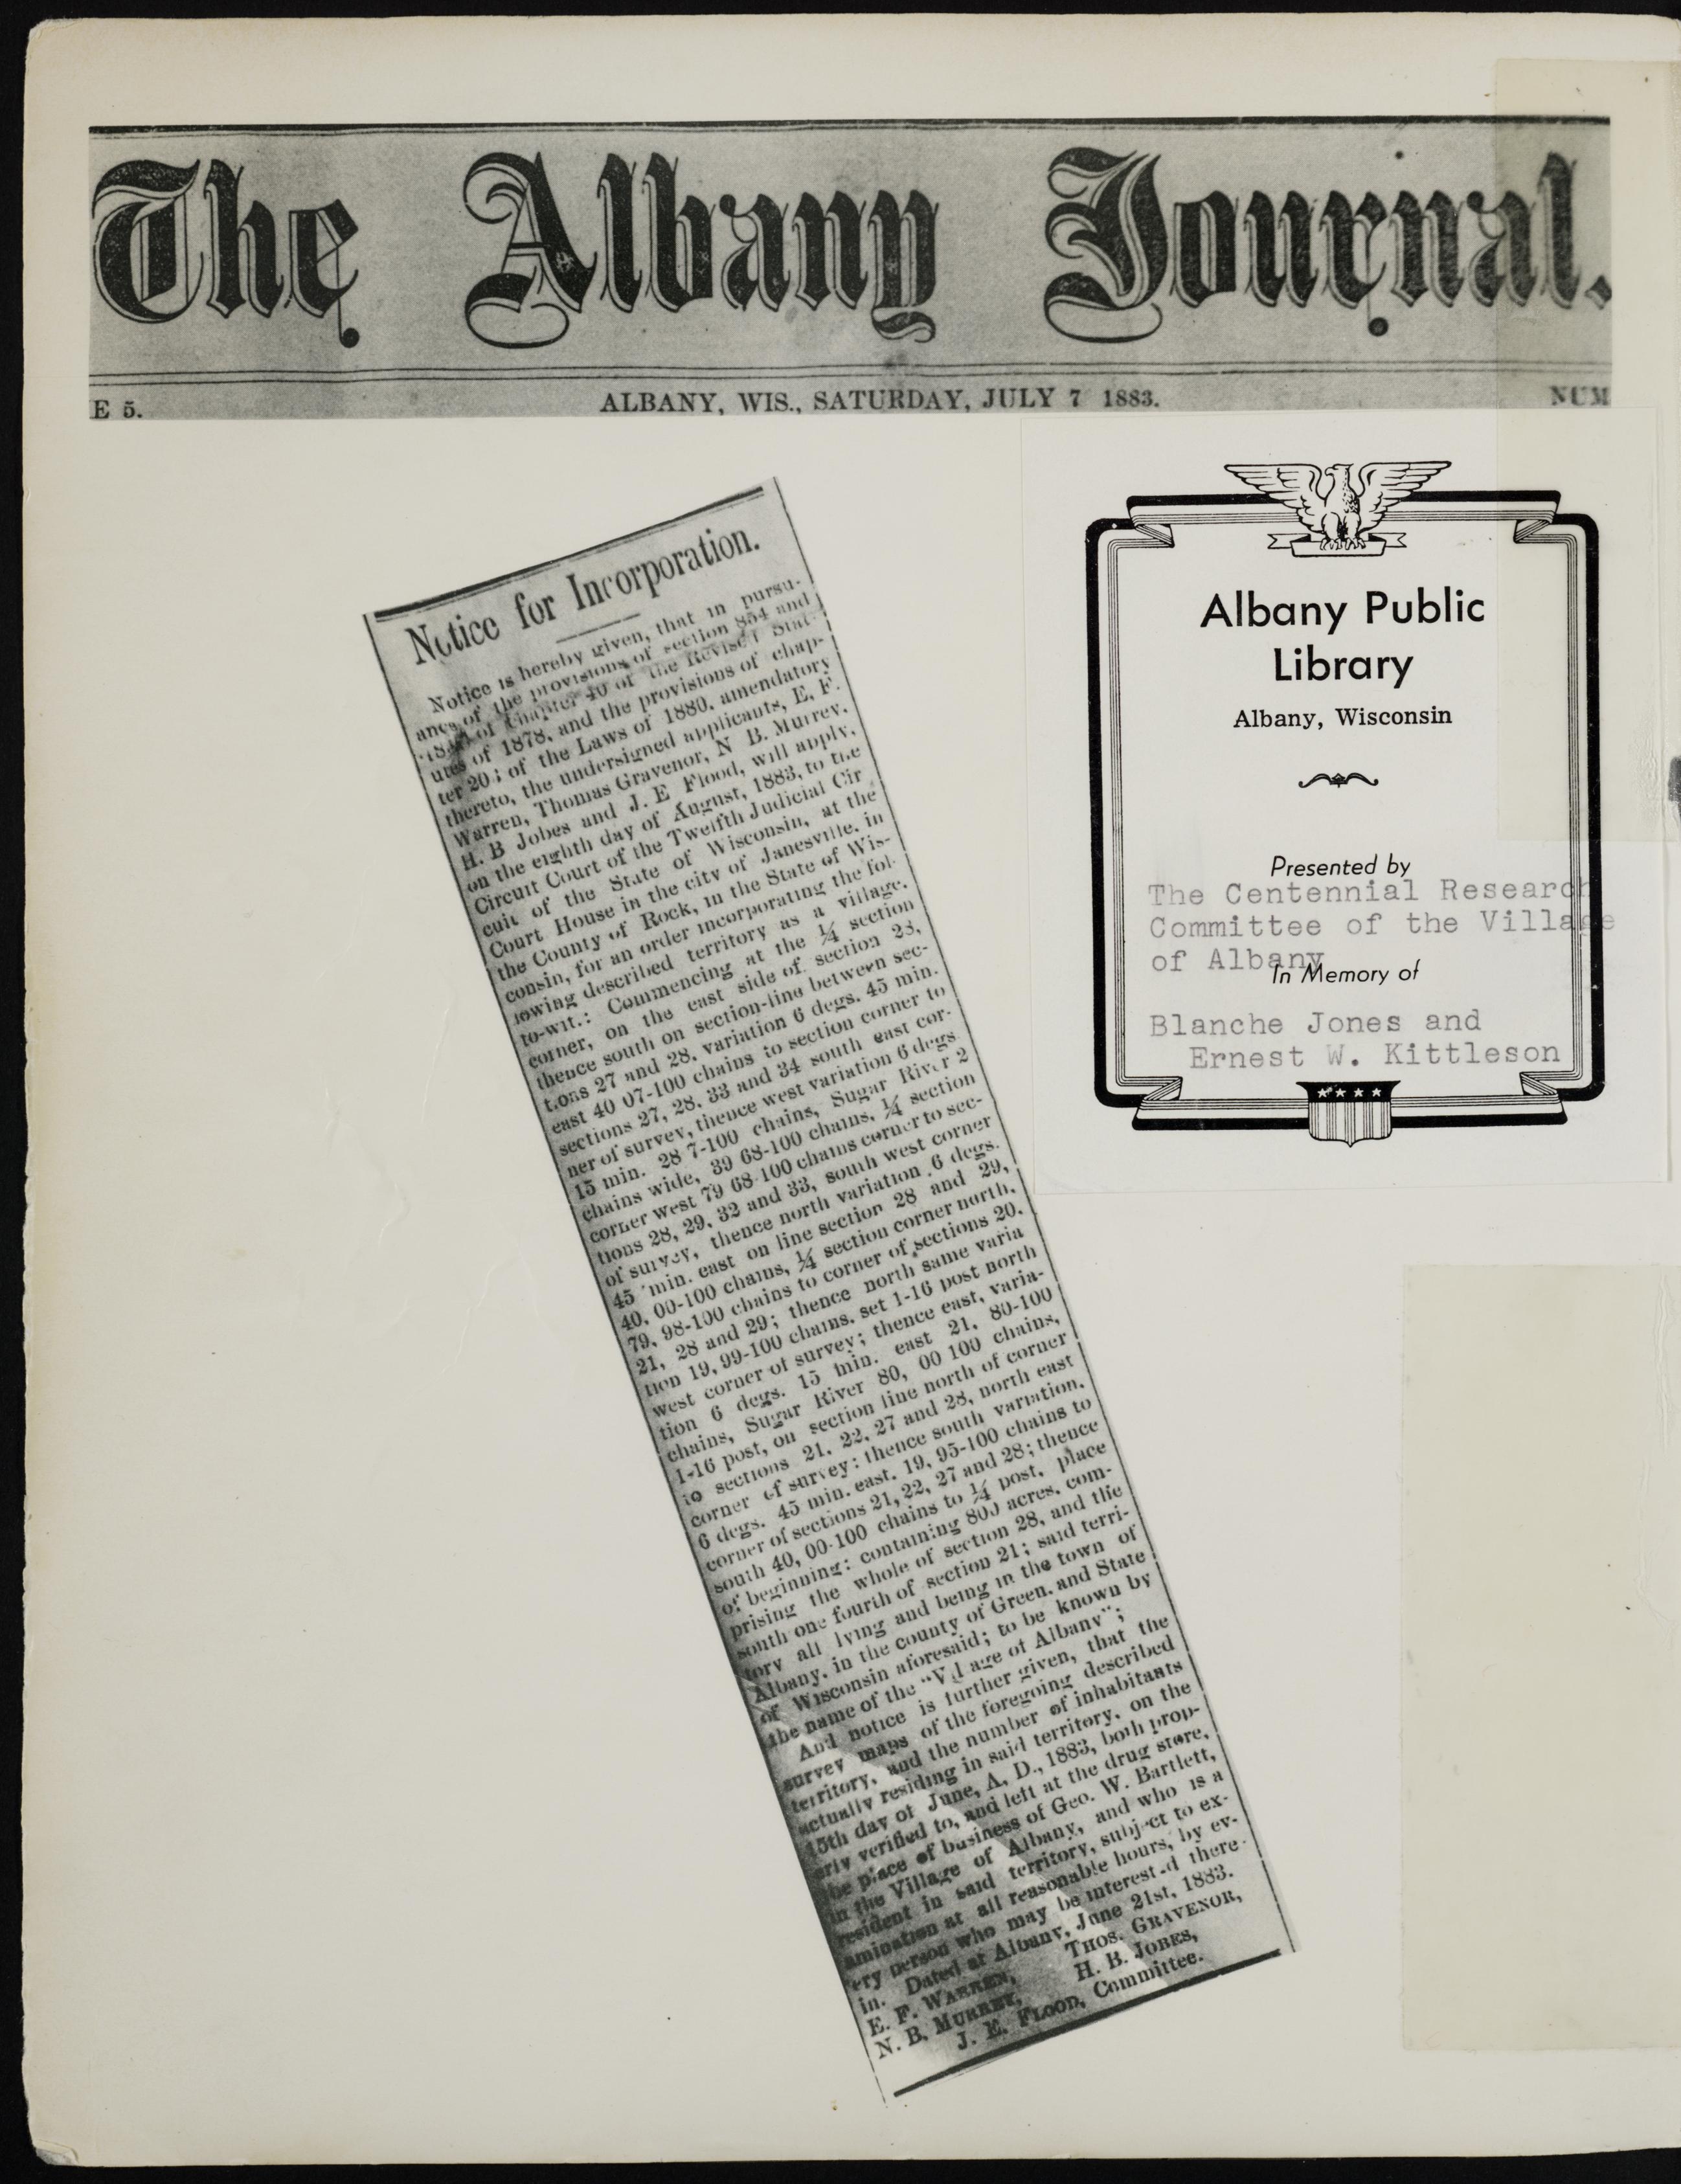 The Albany Journal.
E 5.
ALBANY, WIS., SATURDAY, JULY 7 1883.
NUM
Notice for Incorporation.
Notice is hereby given, that in pursu-
ance of the provisions of section 854 and
of Chapter 40 of the Revised Stat-
utes of 1878, and the provisions of chap-
ter of the Laws of 1880, amendatory
thereto, the undersigned applicants, E. F.
Warren, Thomas Gravenor, N B. Murrey,
H. B Jobes and J. E Flood, will apply,
on the eighth day of August, 1883, to the
Circuit Court of the Twelfth Judicial Cir
cuit of the State of Wisconsin, at the
Court House in the city of Janesville, in
the County of Rock, in the State of Wis-
consin, for an order incorporating the fol-
lowing described territory as a village,
to-wit.: Commencing at the ¼ section
corner, on the east side of section 28,
thence south on section-line between sec-
tions 27 and 28, variation 6 degs. 45 min.
east 40 07-100 chains to section corner to
sections 27, 28, 33 and 34 south east cor-
ner of survey, thence west variation 6 degs
15 min. 28 7-100 chains, Sugar River 2
chains wide, 39 68-100 chains, ¼ section
corner west 79 68-100 chains corner to sec-
tions 28, 29, 32 and 33, south west corner
of survey, thence north variation 6 degs.
45 min. east on line section 28 and 29,
40, 00-100 chains, ¼ section corner north,
79, 98-100 chains to corner of sections 20,
21, 28 and 29; thence north same varia
tion 19, 99-100 chains, set 1-16 post north
west corner of survey; thence east, varia-
tion 6 degs. 15 min. east 21, 80-100
chains, Sugar River 80, 00 100 chains,
1-16 post, on section line north of corner
to sections 21, 22, 27 and 28, north east
corner of survey; thence south variation,
6 degs. 45 min. east, 19, 95-100 chains to
corner of sections 21, 22, 27 and 28; thence
south 40, 00-100 chains to ¼ post, place
of beginning: containing 800 acres, com-
prising the whole of section 28, and the
south one fourth of section 21; said terri-
tory all lying and being in the town of
Albany, in the county of Green, and State
of Wisconsin aforesaid; to be known by
the name of the "Village of Albany";
And notice is further given, that the
survey maps of the foregoing described
territory, and the number of inhabitants
actually residing in said territory, on the
15th day of June, A, D., 1883, both prop-
erly verified to, and left at the drug store,
the place of business of Geo. W. Bartlett,
in the Village of Albany, and who is a
resident in said territory, subject to ex-
amination at all reasonable hours, by ev-
ery person who may be interested there-
in. Dated at Albany, June 21st, 1883.
E. F. WARREN, THOS. GRAVENOR,
N. B. MURREY, H. B. JOBES,
J. E. FLOOD, Committee.
Albany Public
Library
Albany, Wisconsin
Presented by
The Centennial Research
Committee of the Village
of Albany
In Memory of
Blanche Jones and
Ernest W. Kittleson